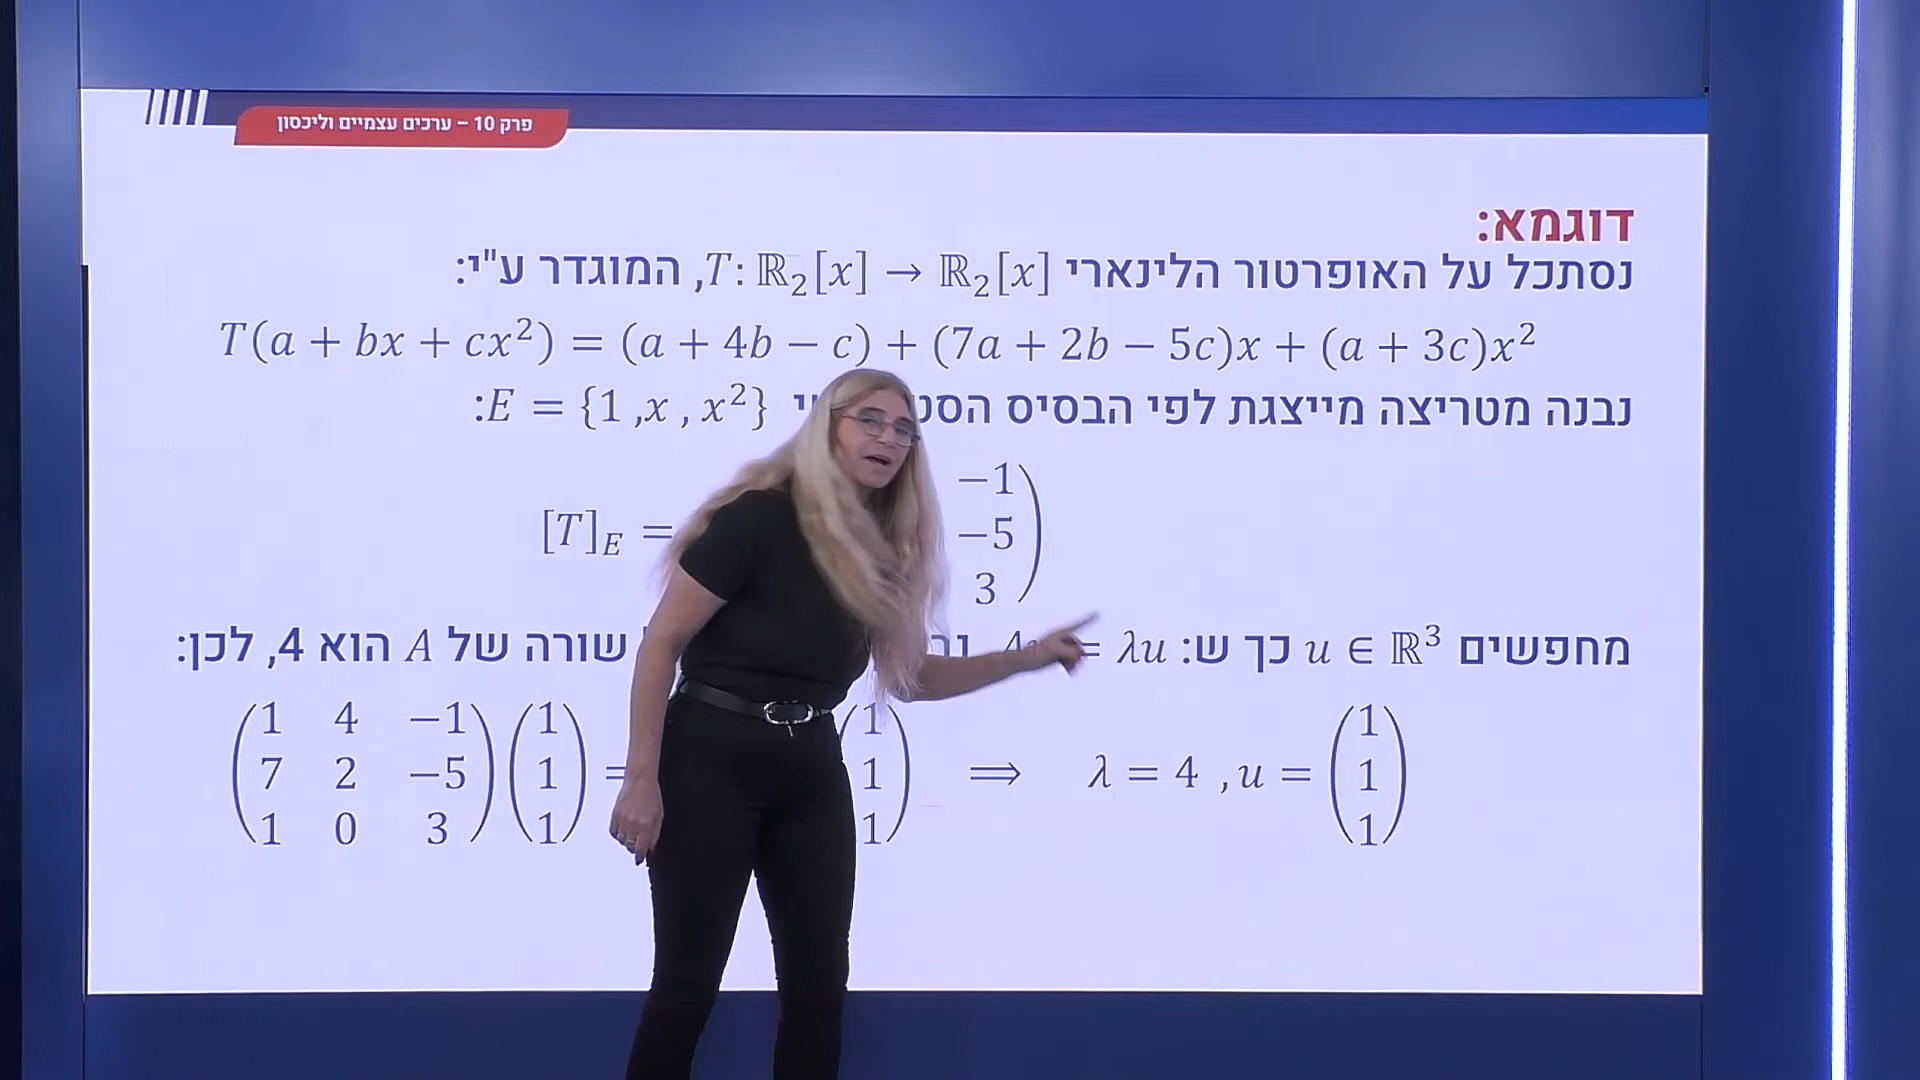 פרק 10 – ערכים עצמיים וליכסון
דוגמא:
נסתכל על האופרטור הלינארי T: ℝ₂[x] → ℝ₂[x], המוגדר ע"י:
T(a + bx + cx²) = (a + 4b − c) + (7a + 2b − 5c)x + (a + 3c)x²
נבנה מטריצה מייצגת לפי הבסיס E = {1 ,x , x²}:
[T]_E = −1
−5
3
מחפשים u ∈ ℝ³ כך ש: = λu שורה של A הוא 4, לכן:
(1 4 −1) (1) (1) (1)
(7 2 −5) (1) = (1) ⟹ λ = 4 , u = (1)
(1 0 3) (1) (1) (1)